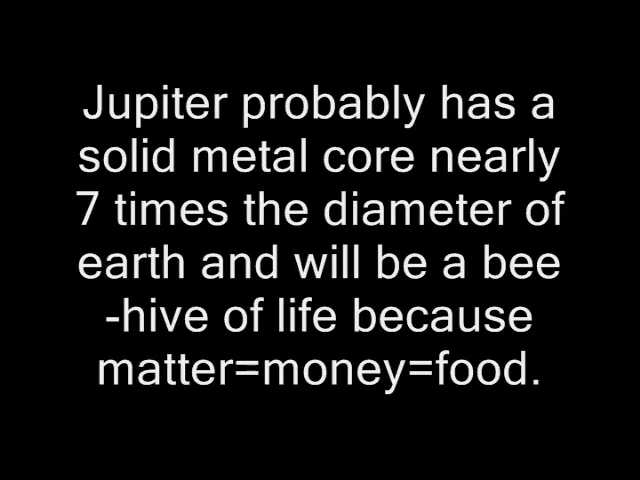 Jupiter probably has a
solid metal core nearly
7 times the diameter of
earth and will be a bee
-hive of life because
matter=money=food.